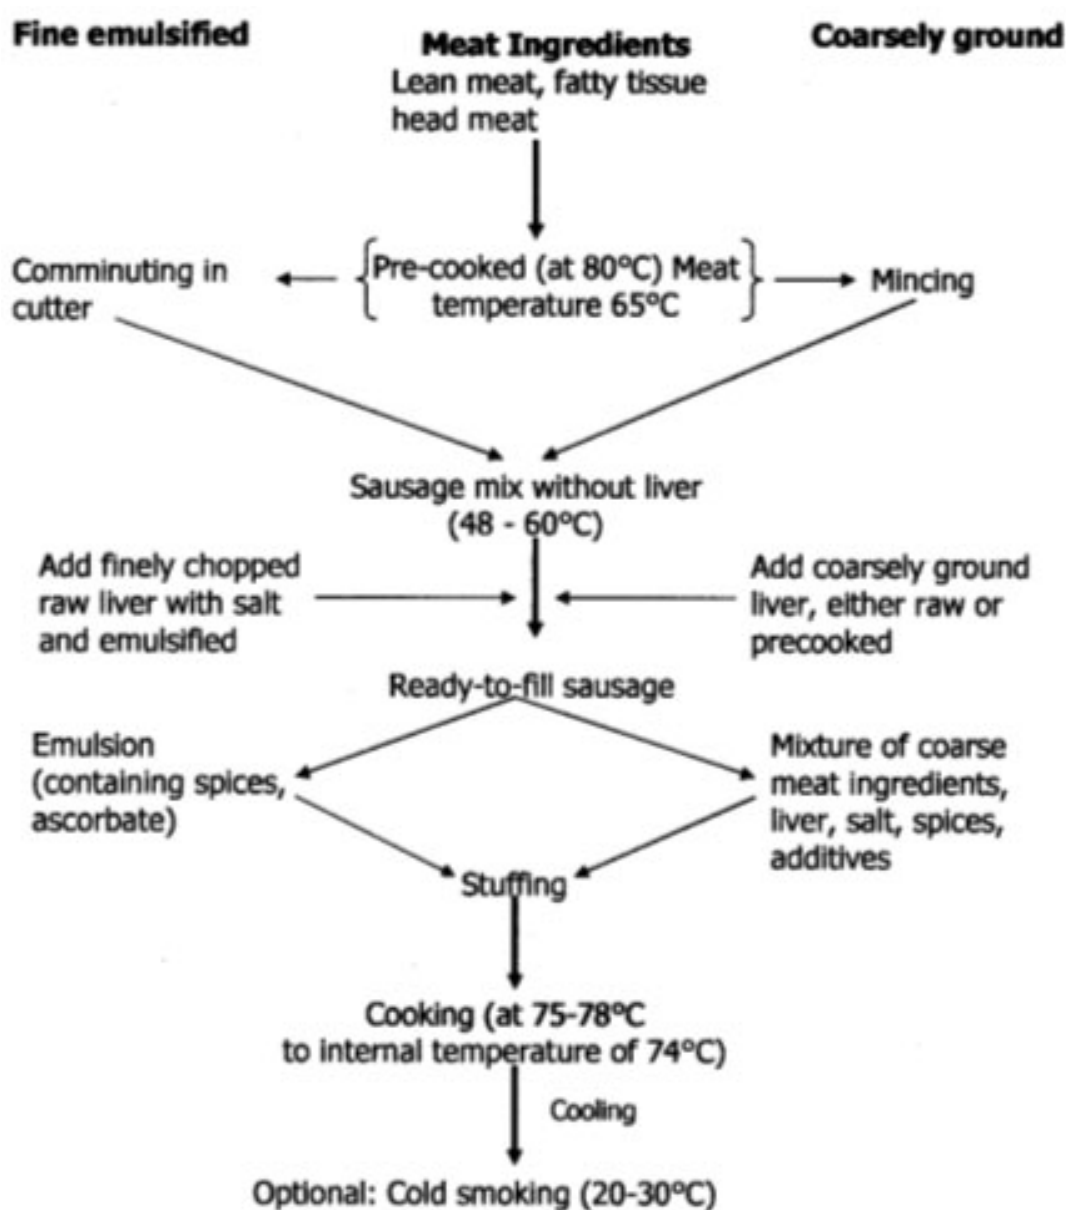 Fine emulsified
Meat Ingredients
Coarsely ground
Lean meat, fatty tissue
head meat
Comminuting in
cutter
Pre-cooked (at 80°C) Meat
temperature 65°C
Mincing
Sausage mix without liver
(48 - 60°C)
Add finely chopped
raw liver with salt
and emulsified
Add coarsely ground
liver, either raw or
precooked
Ready-to-fill sausage
Emulsion
(containing spices,
ascorbate)
Mixture of coarse
meat ingredients,
liver, salt, spices,
additives
Stuffing
Cooking (at 75-78°C
to internal temperature of 74°C)
Cooling
Optional: Cold smoking (20-30°C)